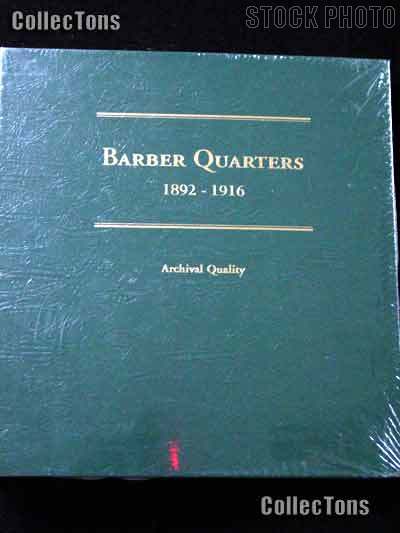 CollecTons
STOCK PHOTO
BARBER QUARTERS
1892 - 1916
Archival Quality
CollecTons